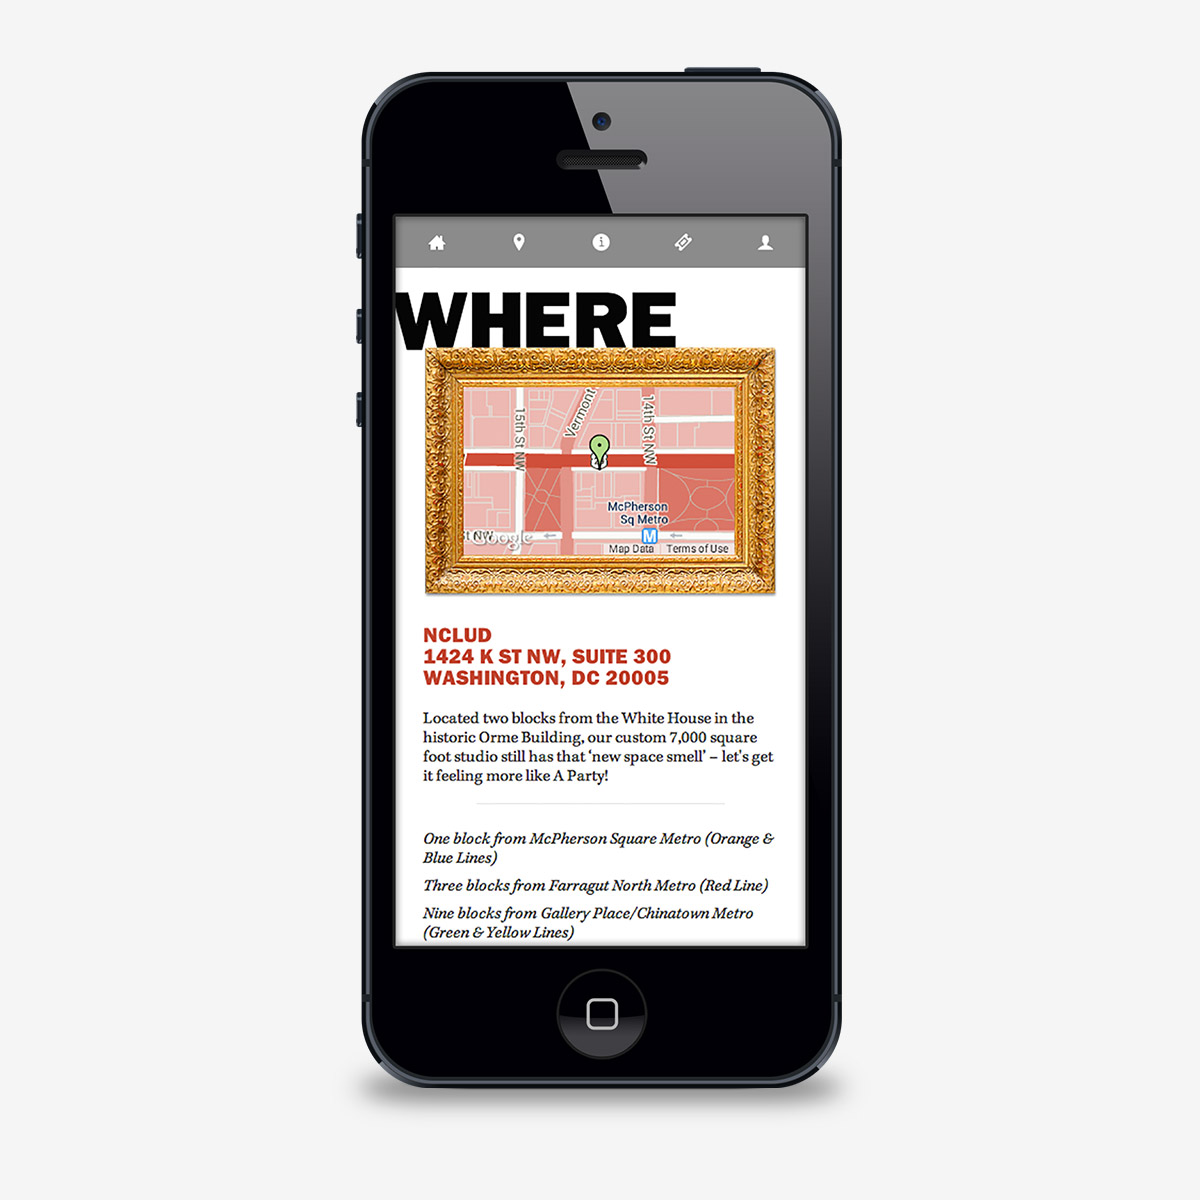 WHERE
15th St NW
Vermont
14th St NW
McPherson
Sq Metro
M
St NW
Google
Map Data
Terms of Use
NCLUD
1424 K ST NW, SUITE 300
WASHINGTON, DC 20005
Located two blocks from the White House in the
historic Orme Building, our custom 7,000 square
foot studio still has that ‘new space smell’ – let's get
it feeling more like A Party!
One block from McPherson Square Metro (Orange &
Blue Lines)
Three blocks from Farragut North Metro (Red Line)
Nine blocks from Gallery Place/Chinatown Metro
(Green & Yellow Lines)